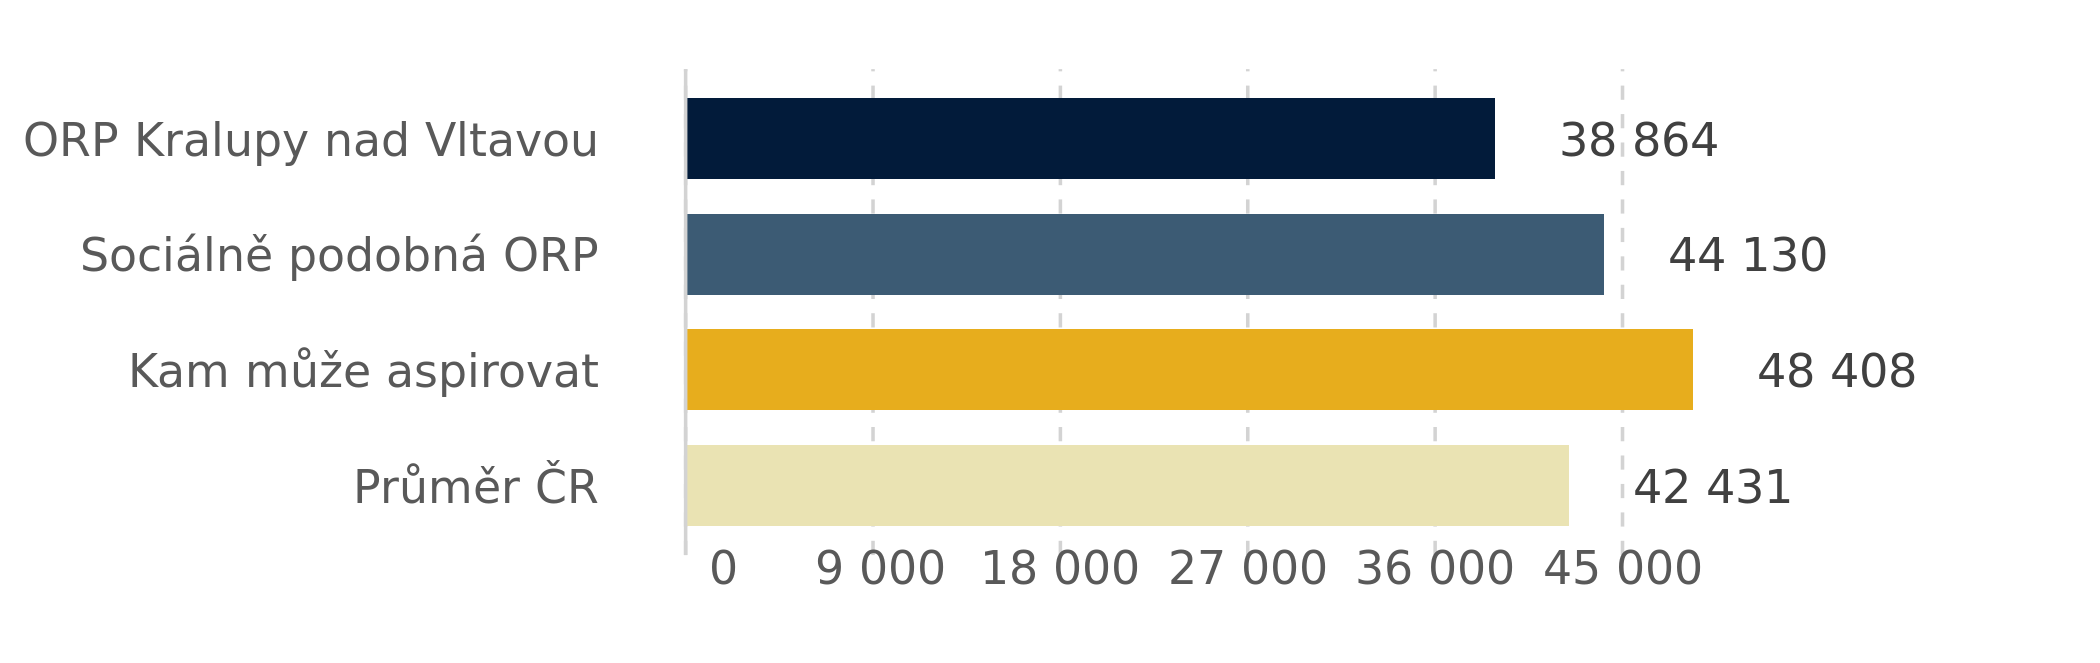 ORP Kralupy nad Vltavou 38 864
Sociálně podobná ORP 44 130
Kam může aspirovat 48 408
Průměr ČR 42 431
0 9 000 18 000 27 000 36 000 45 000